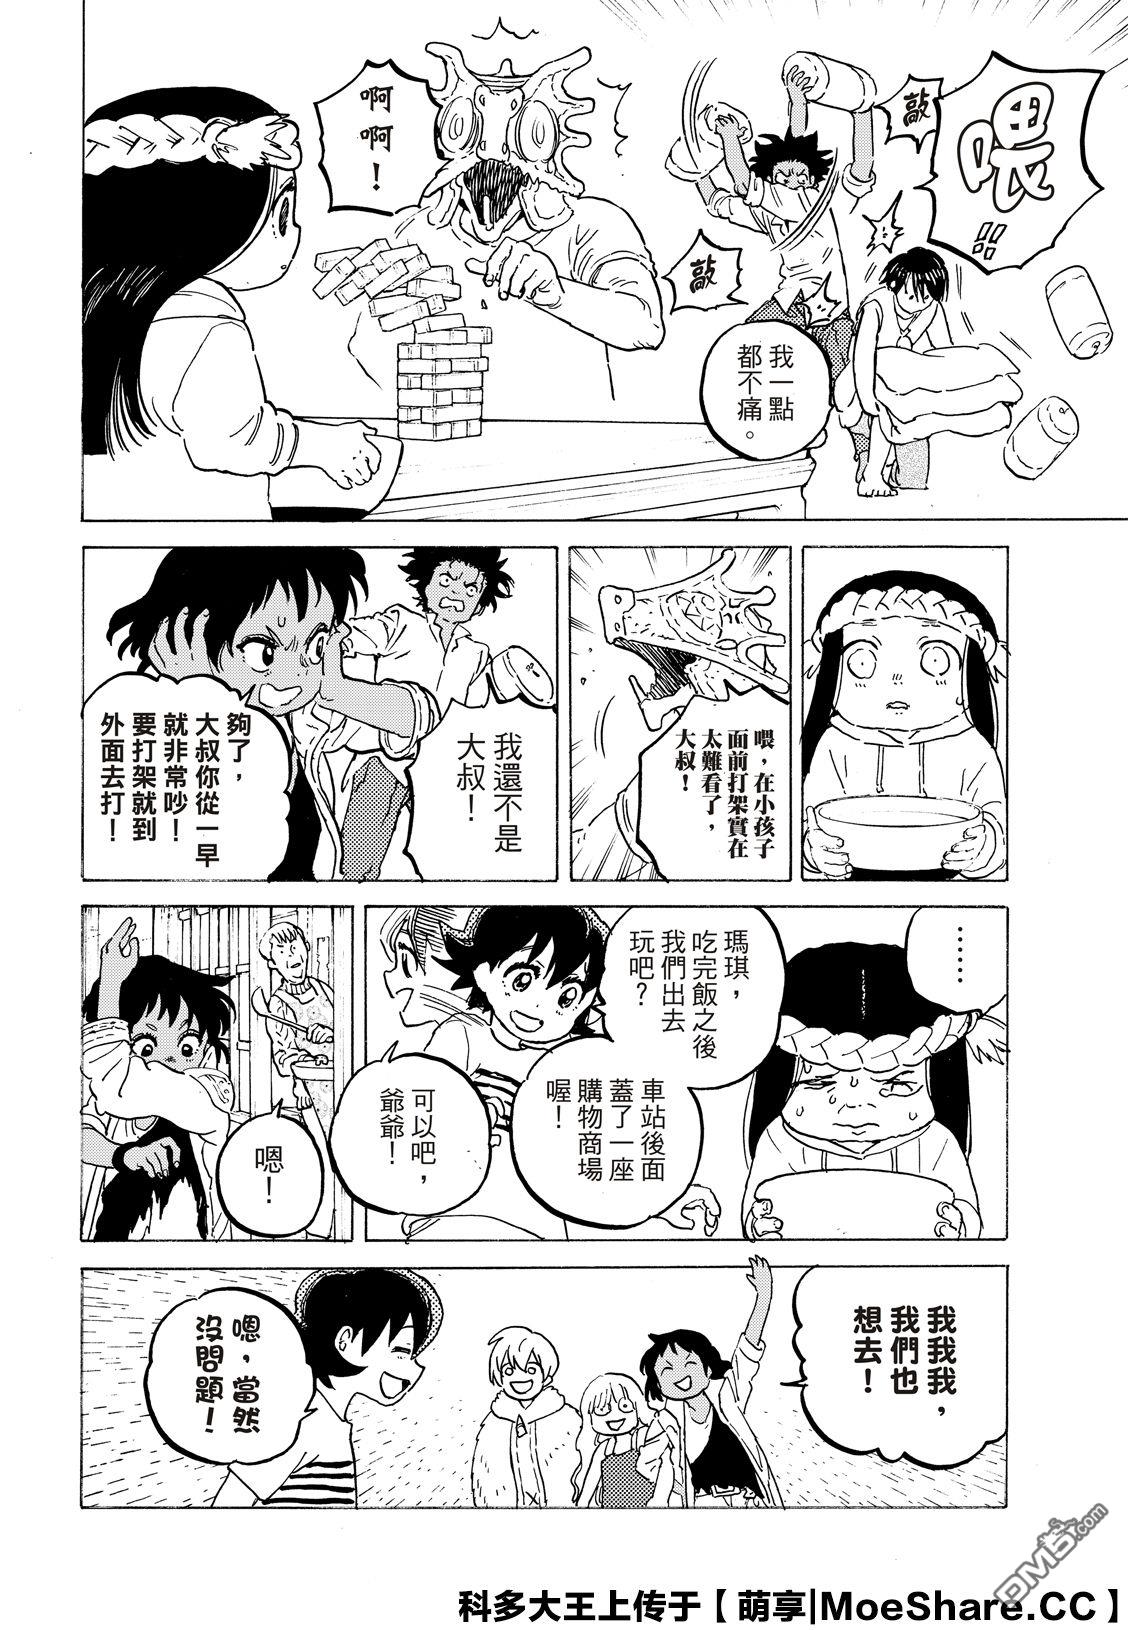 喂!!
敲
敲
我一點
都不痛。
啊
啊!
喂,在小孩子
面前打架實在
太難看了,
大叔!
我還不是
大叔!
夠了,
大叔你從一早
就非常吵!
要打架就到
外面去打!
……
瑪琪,
吃完飯之後
我們出去
玩吧?
車站後面
蓋了一座
購物商場
喔!
可以吧,
爺爺!
嗯!
我我我,
我們也
想去!
嗯,當然
沒問題!
DM5.com
科多大王上传于【萌享|MoeShare.CC】